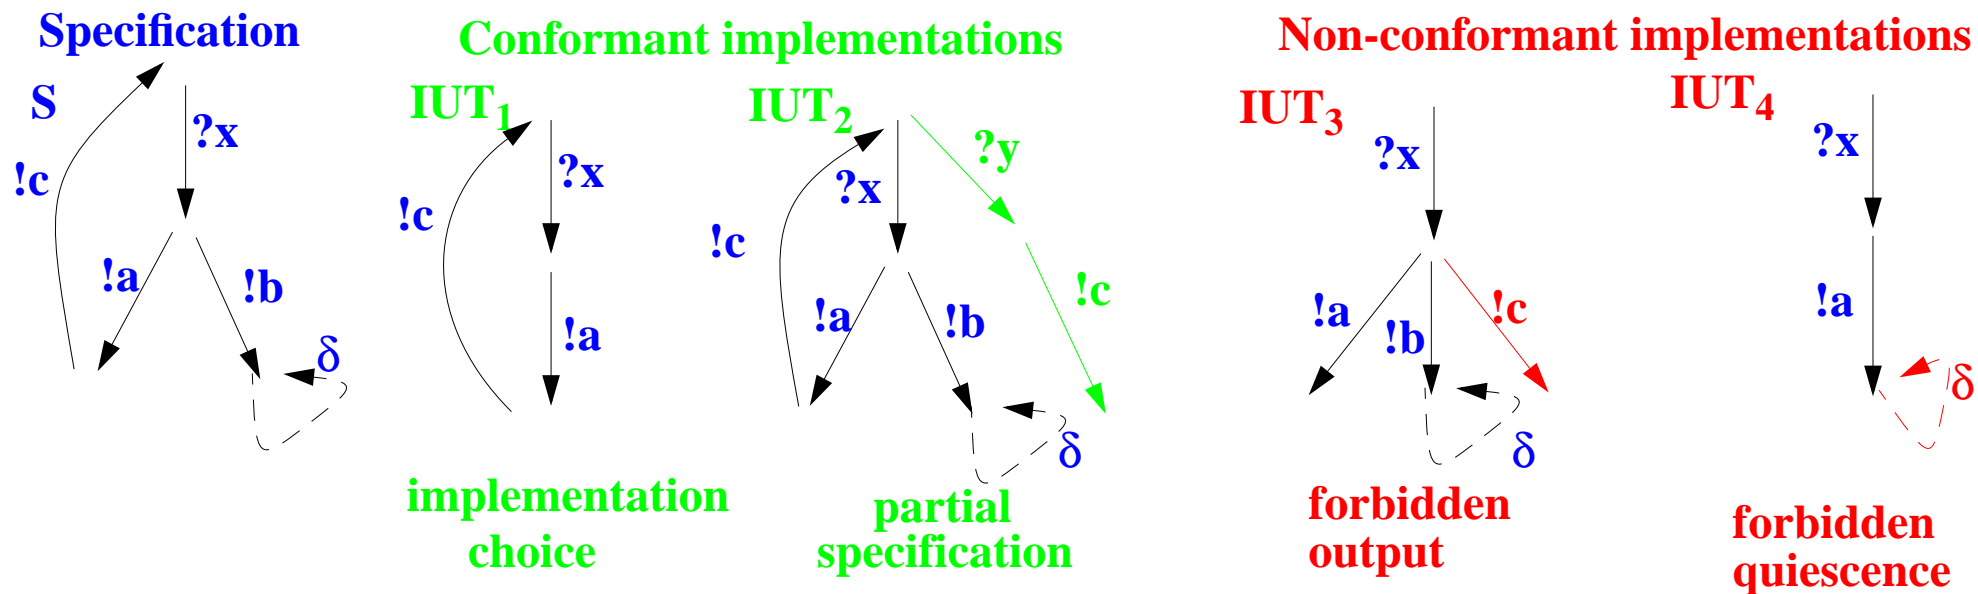 Specification
Conformant implementations
Non-conformant implementations
S
IUT1
IUT2
IUT3
IUT4
?x
!c
!a
!b
δ
?x
!c
!a
?x
?y
!c
!c
!a
!b
δ
?x
!a
!b
!c
δ
?x
!a
δ
implementation
choice
partial
specification
forbidden
output
forbidden
quiescence